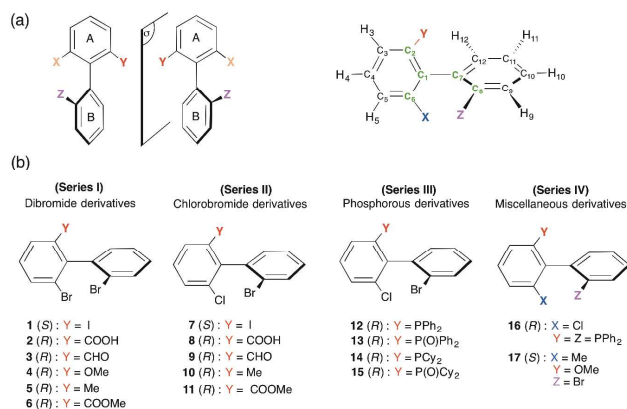 (a)
A
X
Y
Z
B
σ
A
Y
X
Z
B
Y
H3
C3
C2
H4
C4
C1
C5
C6
H5
X
H12
H11
C12
C11
C7
C10
H10
C8
C9
Z
H9
(b)
(Series I)
Dibromide derivatives
Y
Br
Br
1 (S) : Y = I
2 (R) : Y = COOH
3 (R) : Y = CHO
4 (R) : Y = OMe
5 (R) : Y = Me
6 (R) : Y = COOMe
(Series II)
Chlorobromide derivatives
Y
Cl
Br
7 (S) : Y = I
8 (R) : Y = COOH
9 (R) : Y = CHO
10 (R) : Y = Me
11 (R) : Y = COOMe
(Series III)
Phosphorous derivatives
Y
Cl
Br
12 (R) : Y = PPh2
13 (R) : Y = P(O)Ph2
14 (R) : Y = PCy2
15 (R) : Y = P(O)Cy2
(Series IV)
Miscellaneous derivatives
Y
X
Z
16 (R) : X = Cl
Y = Z = PPh2
17 (S) : X = Me
Y = OMe
Z = Br